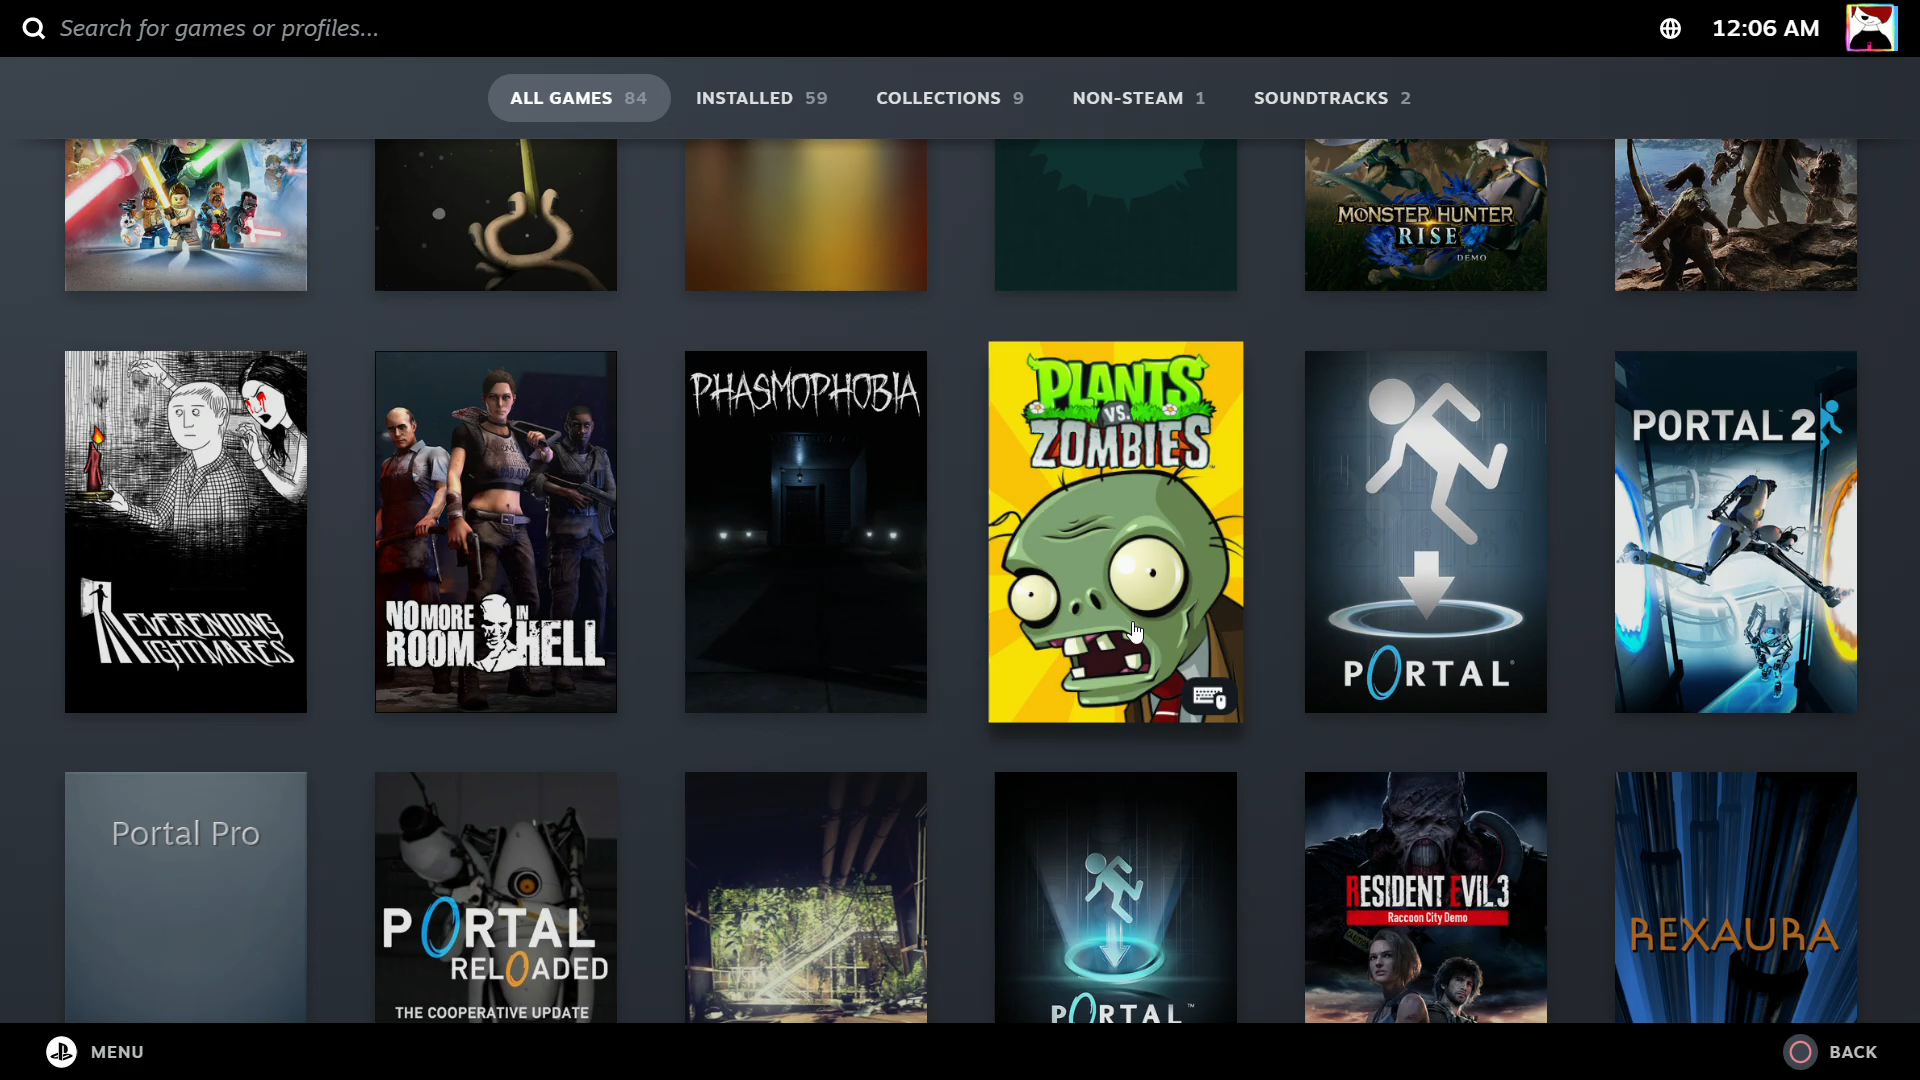 Search for games or profiles...
12:06 AM
ALL GAMES 84
INSTALLED 59
COLLECTIONS 9
NON-STEAM 1
SOUNDTRACKS 2
MONSTER HUNTER
RISE
DEMO
NEVERENDING
NIGHTMARES
NO MORE
ROOM IN
HELL
PHASMOPHOBIA
PLANTS
VS.
ZOMBIES
PORTAL
PORTAL 2
Portal Pro
PORTAL
RELOADED
THE COOPERATIVE UPDATE
PORTAL
RESIDENT EVIL 3
Raccoon City Demo
REXAURA
MENU
BACK